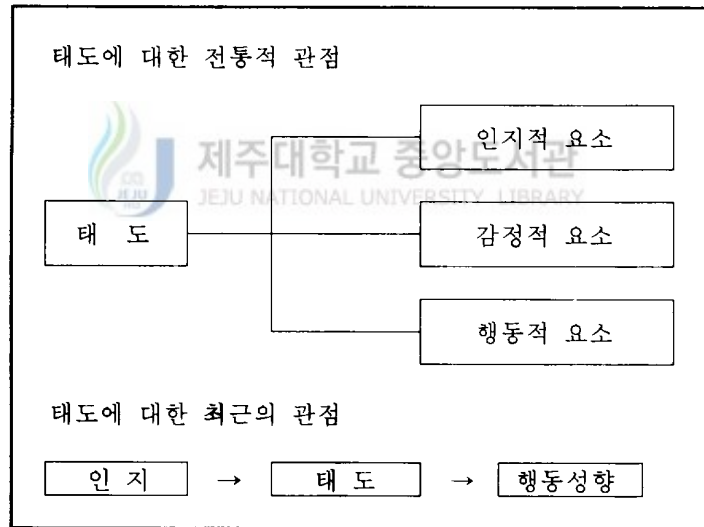 태도에 대한 전통적 관점
인지적 요소
제주대학교 중앙도서관
JEJU NATIONAL UNIVERSITY LIBRARY
JEJU
1952
태 도
감정적 요소
행동적 요소
태도에 대한 최근의 관점
인 지 → 태 도 → 행동성향